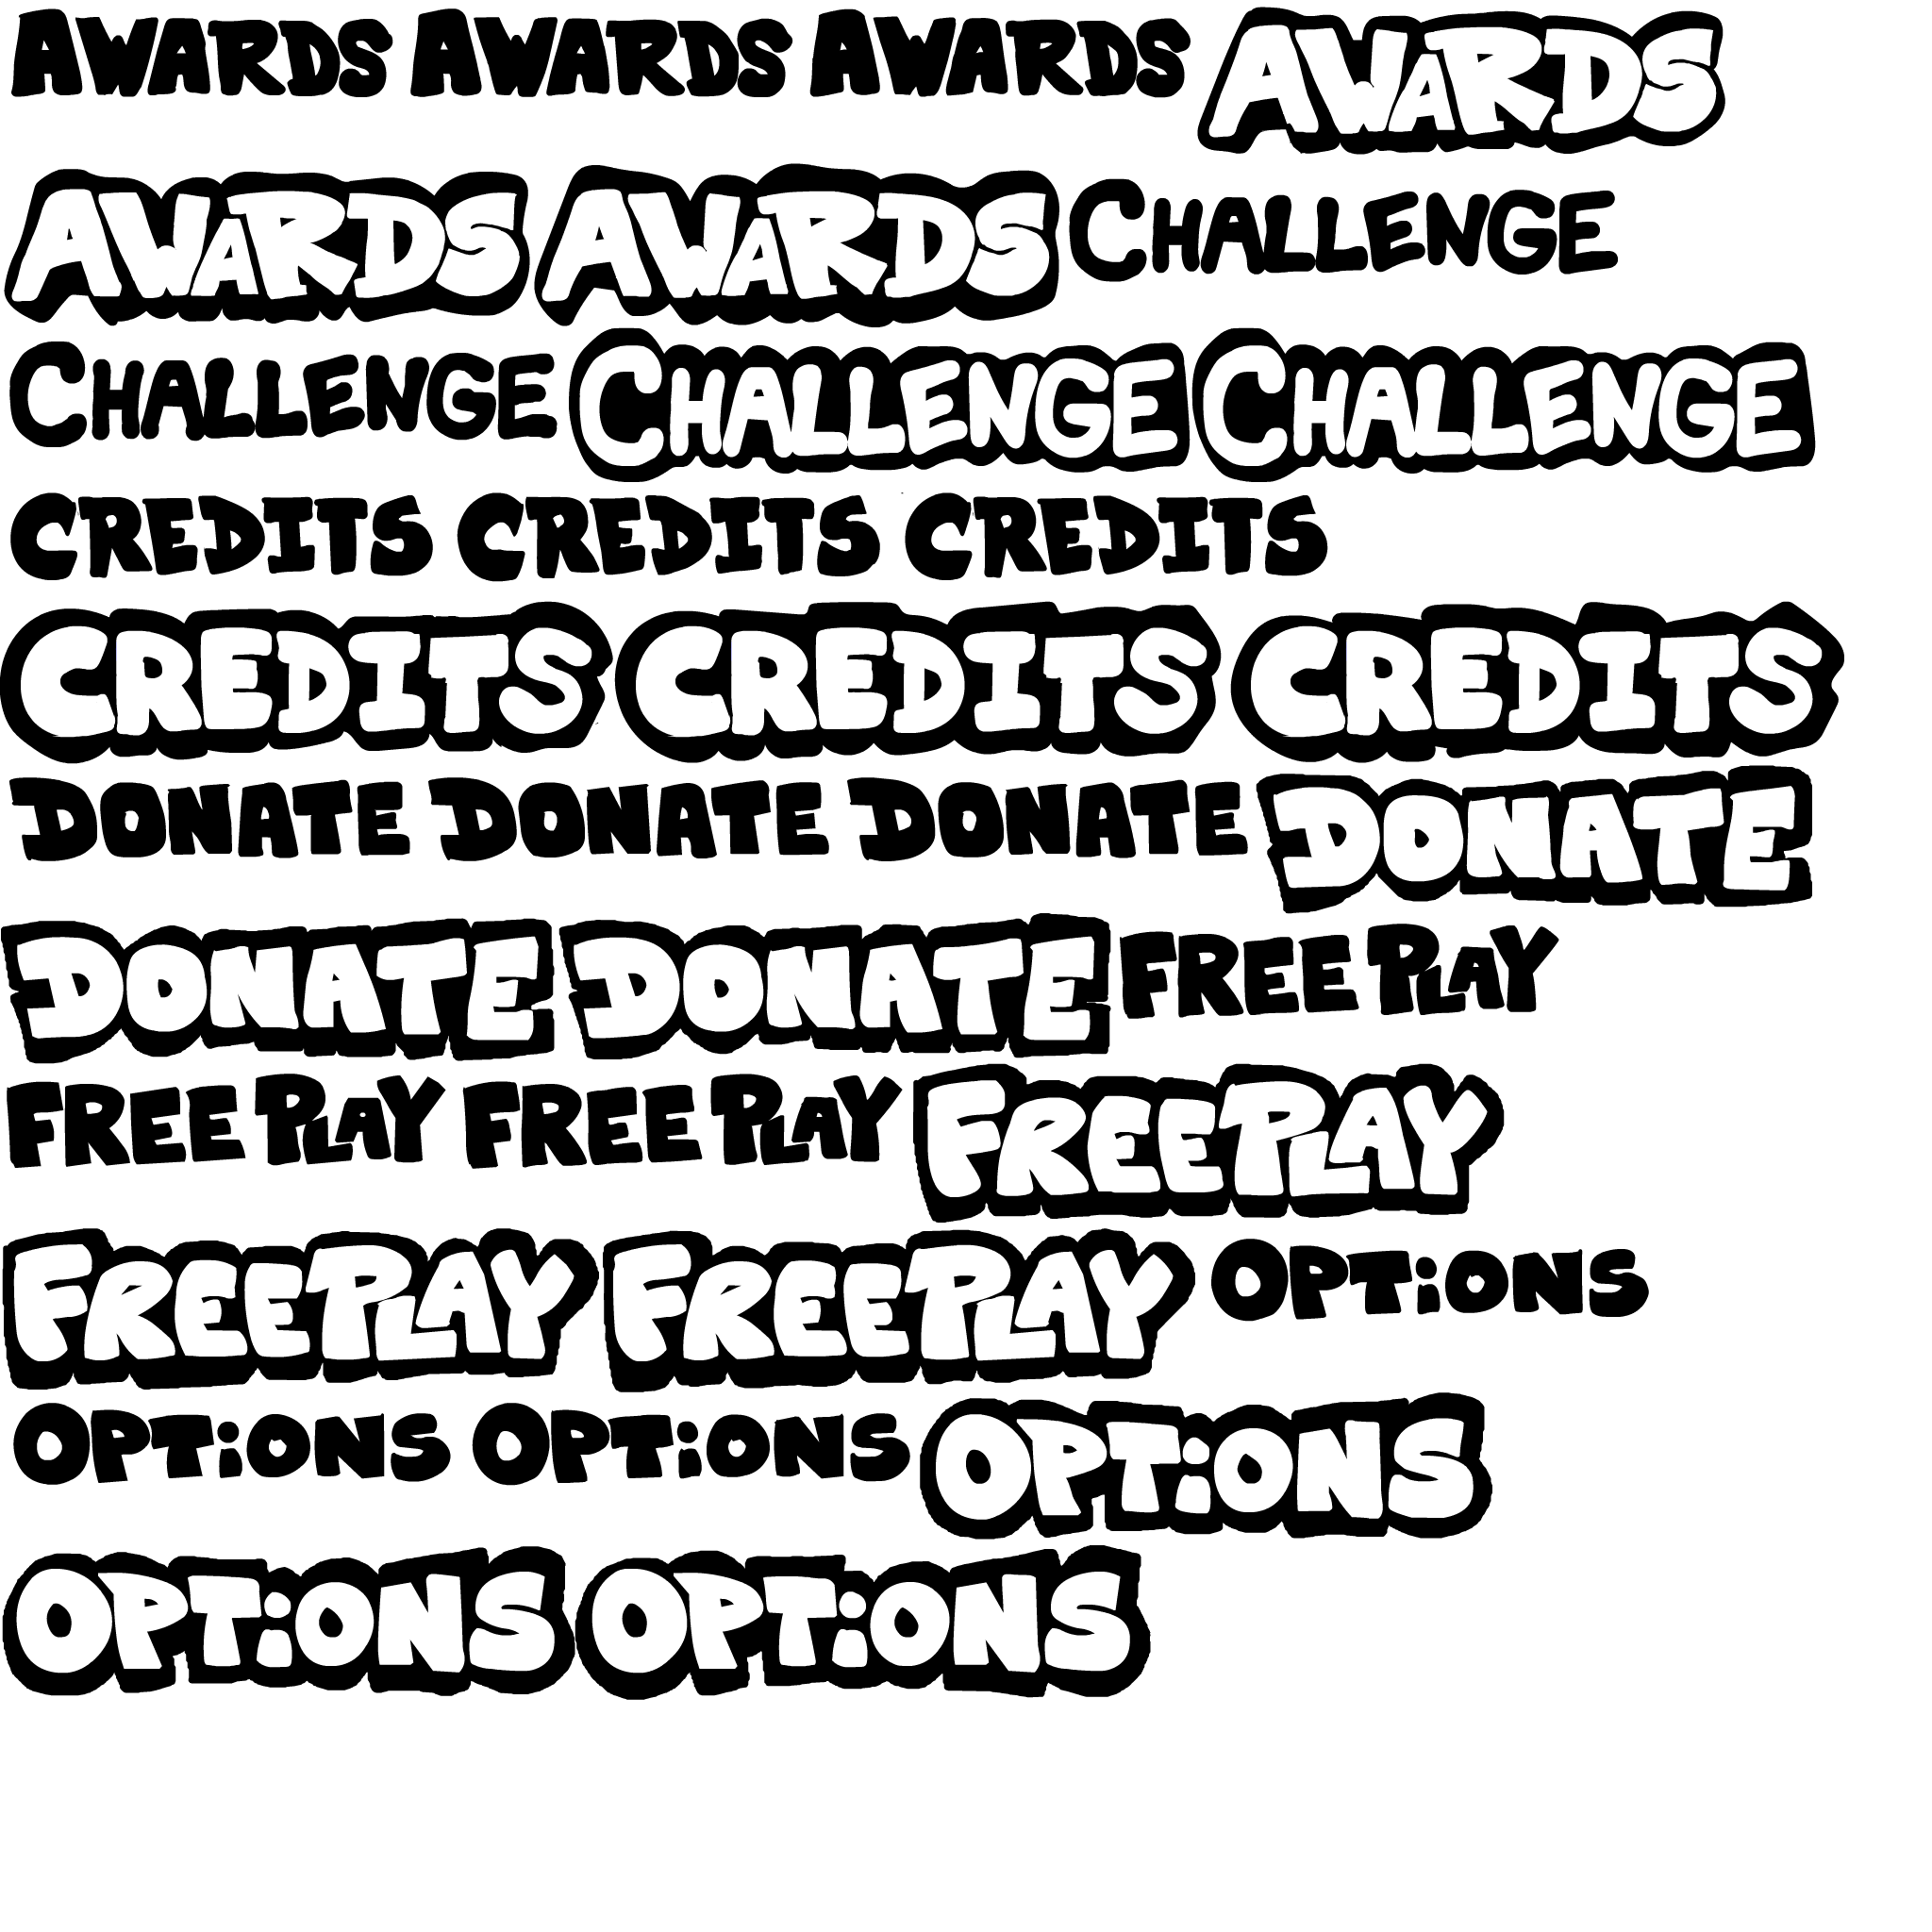 AWARDS AWARDS AWARDS AWARDS
AWARDS AWARDS CHALLENGE
CHALLENGE CHALLENGE CHALLENGE
CREDITS CREDITS CREDITS
CREDITS CREDITS CREDITS
DONATE DONATE DONATE DONATE
DONATE DONATE FREE PLAY
FREE PLAY FREE PLAY FREEPLAY
FREEPLAY FREEPLAY OPTiONS
OPTiONS OPTiONS OPTiONS
OPTiONS OPTiONS